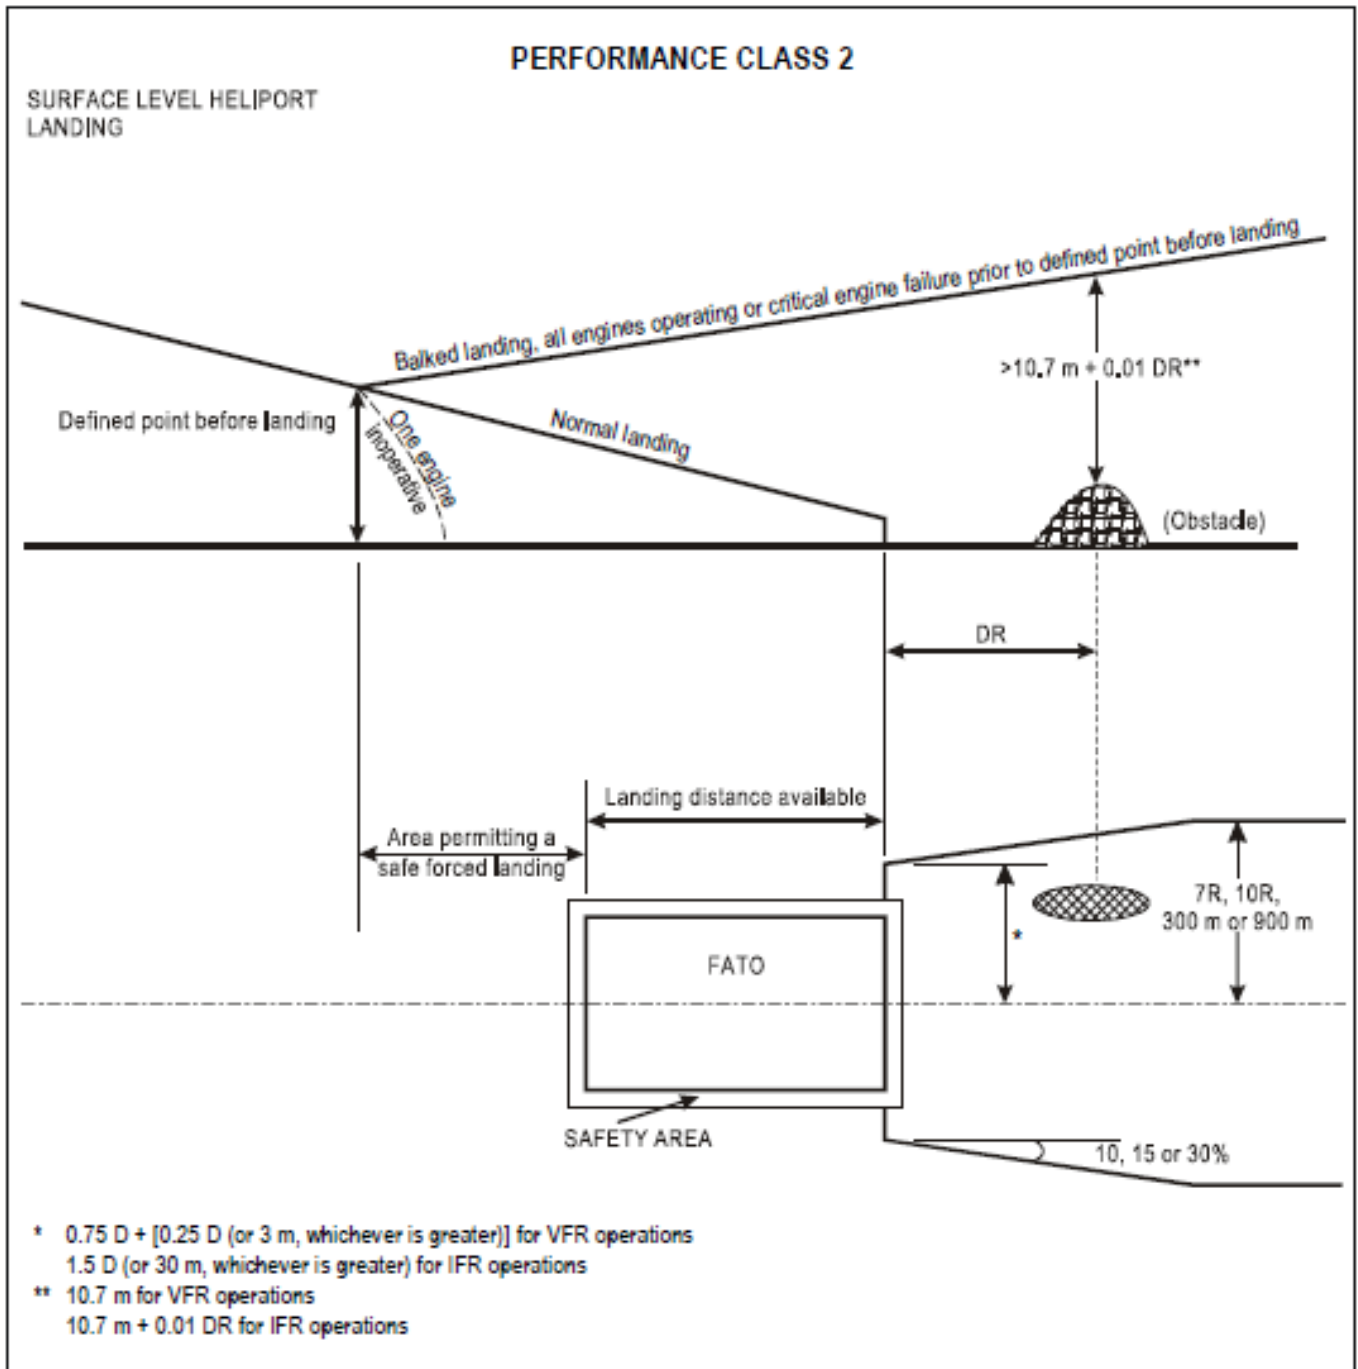 PERFORMANCE CLASS 2
SURFACE LEVEL HELIPORT
LANDING
Balked landing, all engines operating or critical engine failure prior to defined point before landing
>10.7 m + 0.01 DR**
Defined point before landing
One engine
inoperative
Normal landing
(Obstacle)
DR
Landing distance available
Area permitting a
safe forced landing
7R, 10R,
300 m or 900 m
*
FATO
SAFETY AREA
10, 15 or 30%
* 0.75 D + [0.25 D (or 3 m, whichever is greater)] for VFR operations
1.5 D (or 30 m, whichever is greater) for IFR operations
** 10.7 m for VFR operations
10.7 m + 0.01 DR for IFR operations